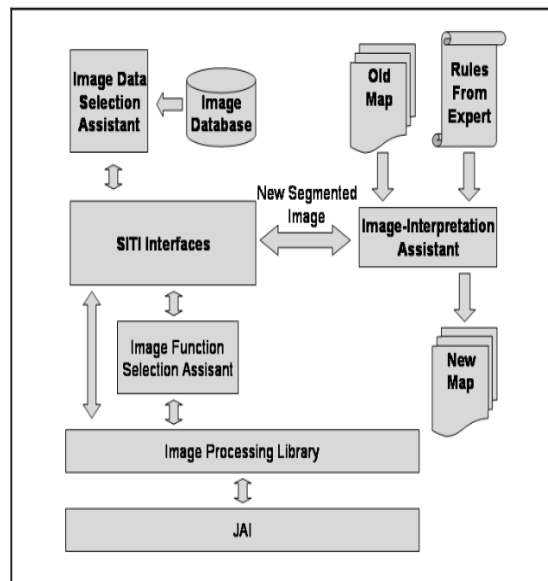 Image Data
Selection
Assistant
Image
Database
Old
Map
Rules
From
Expert
New Segmented
Image
SITI Interfaces
Image-Interpretation
Assistant
Image Function
Selection Assisant
New
Map
Image Processing Library
JAI